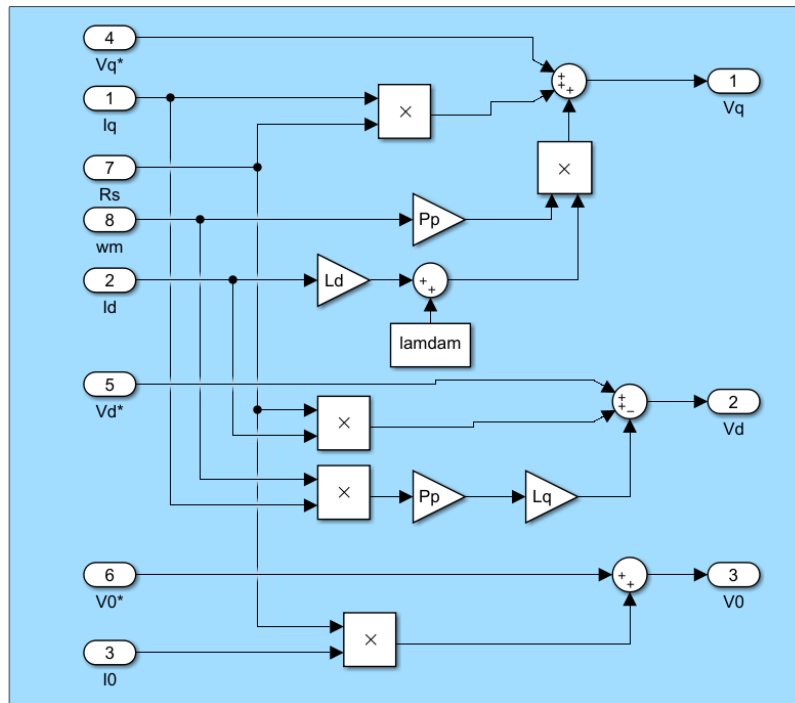 4
Vq*
1
Iq
7
Rs
8
wm
2
Id
5
Vd*
6
V0*
3
I0
×
×
Pp
Ld
lamdam
×
×
Pp
Lq
×
+
+
+
+
+
+
+
−
+
+
1
Vq
2
Vd
3
V0